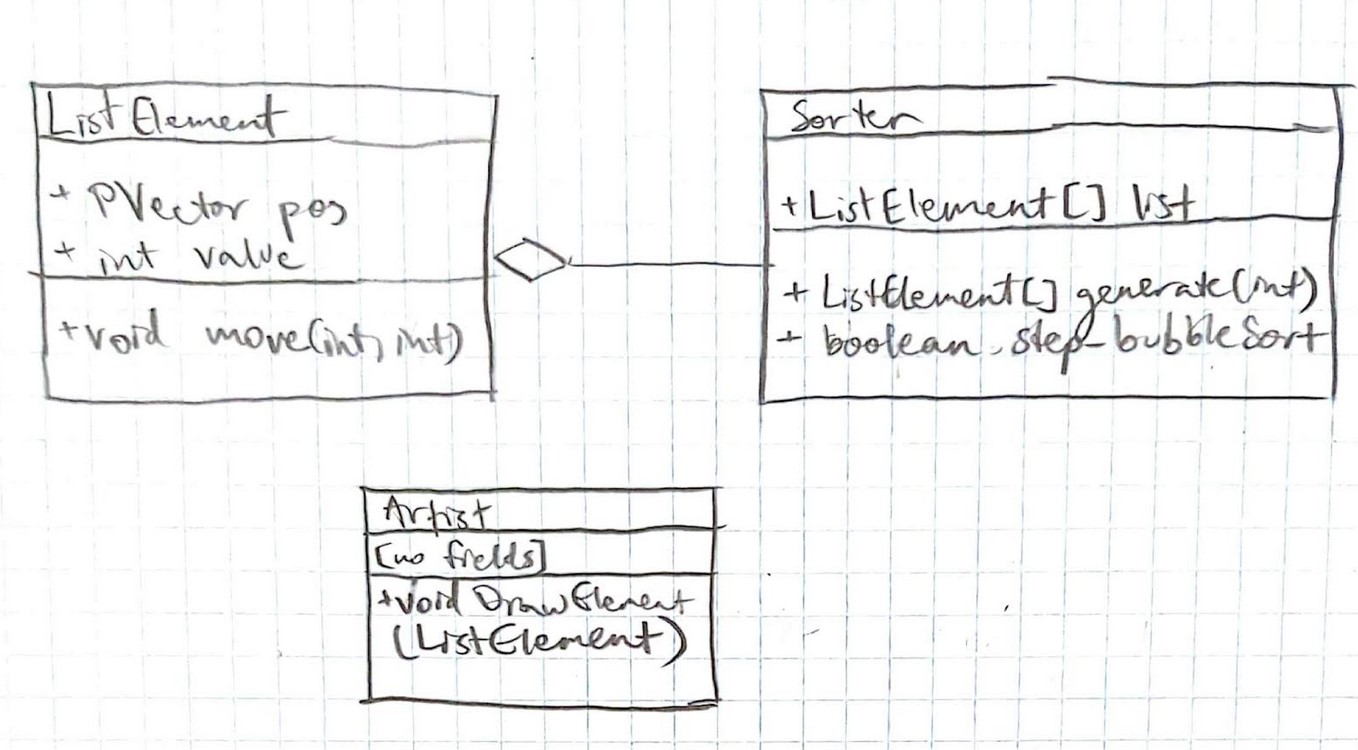 ListElement
+ PVector pos
+ int value
+void move(int, int)
Sorter
+ListElement[] list
+ ListElement[] generate(int)
+ boolean step_bubbleSort
Artist
[no fields]
+void DrawElement
(ListElement)